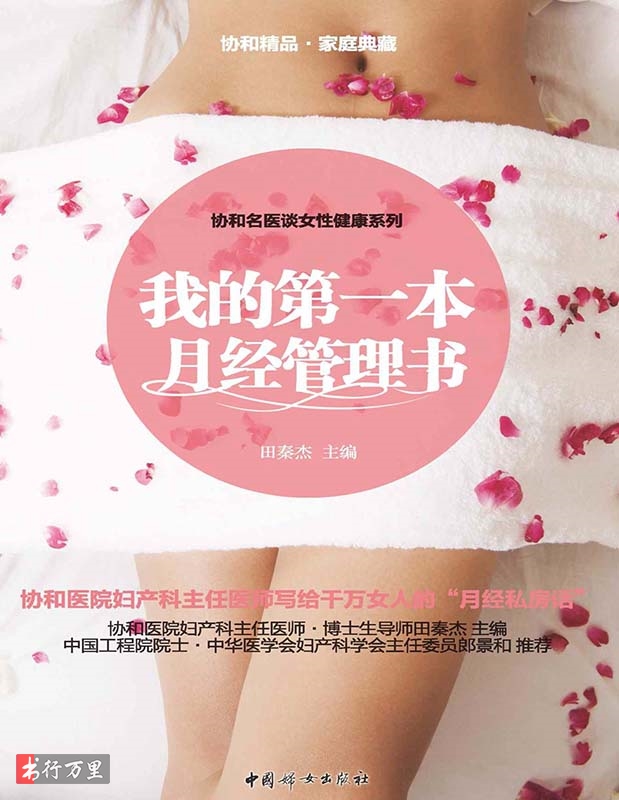 协和精品·家庭典藏
协和名医谈女性健康系列
我的第一本
月经管理书
田秦杰 主编
协和医院妇产科主任医师写给千万女人的“月经私房话”
协和医院妇产科主任医师·博士生导师田秦杰 主编
中国工程院院士·中华医学会妇产科学会主任委员郎景和 推荐
书行万里
中国妇女出版社